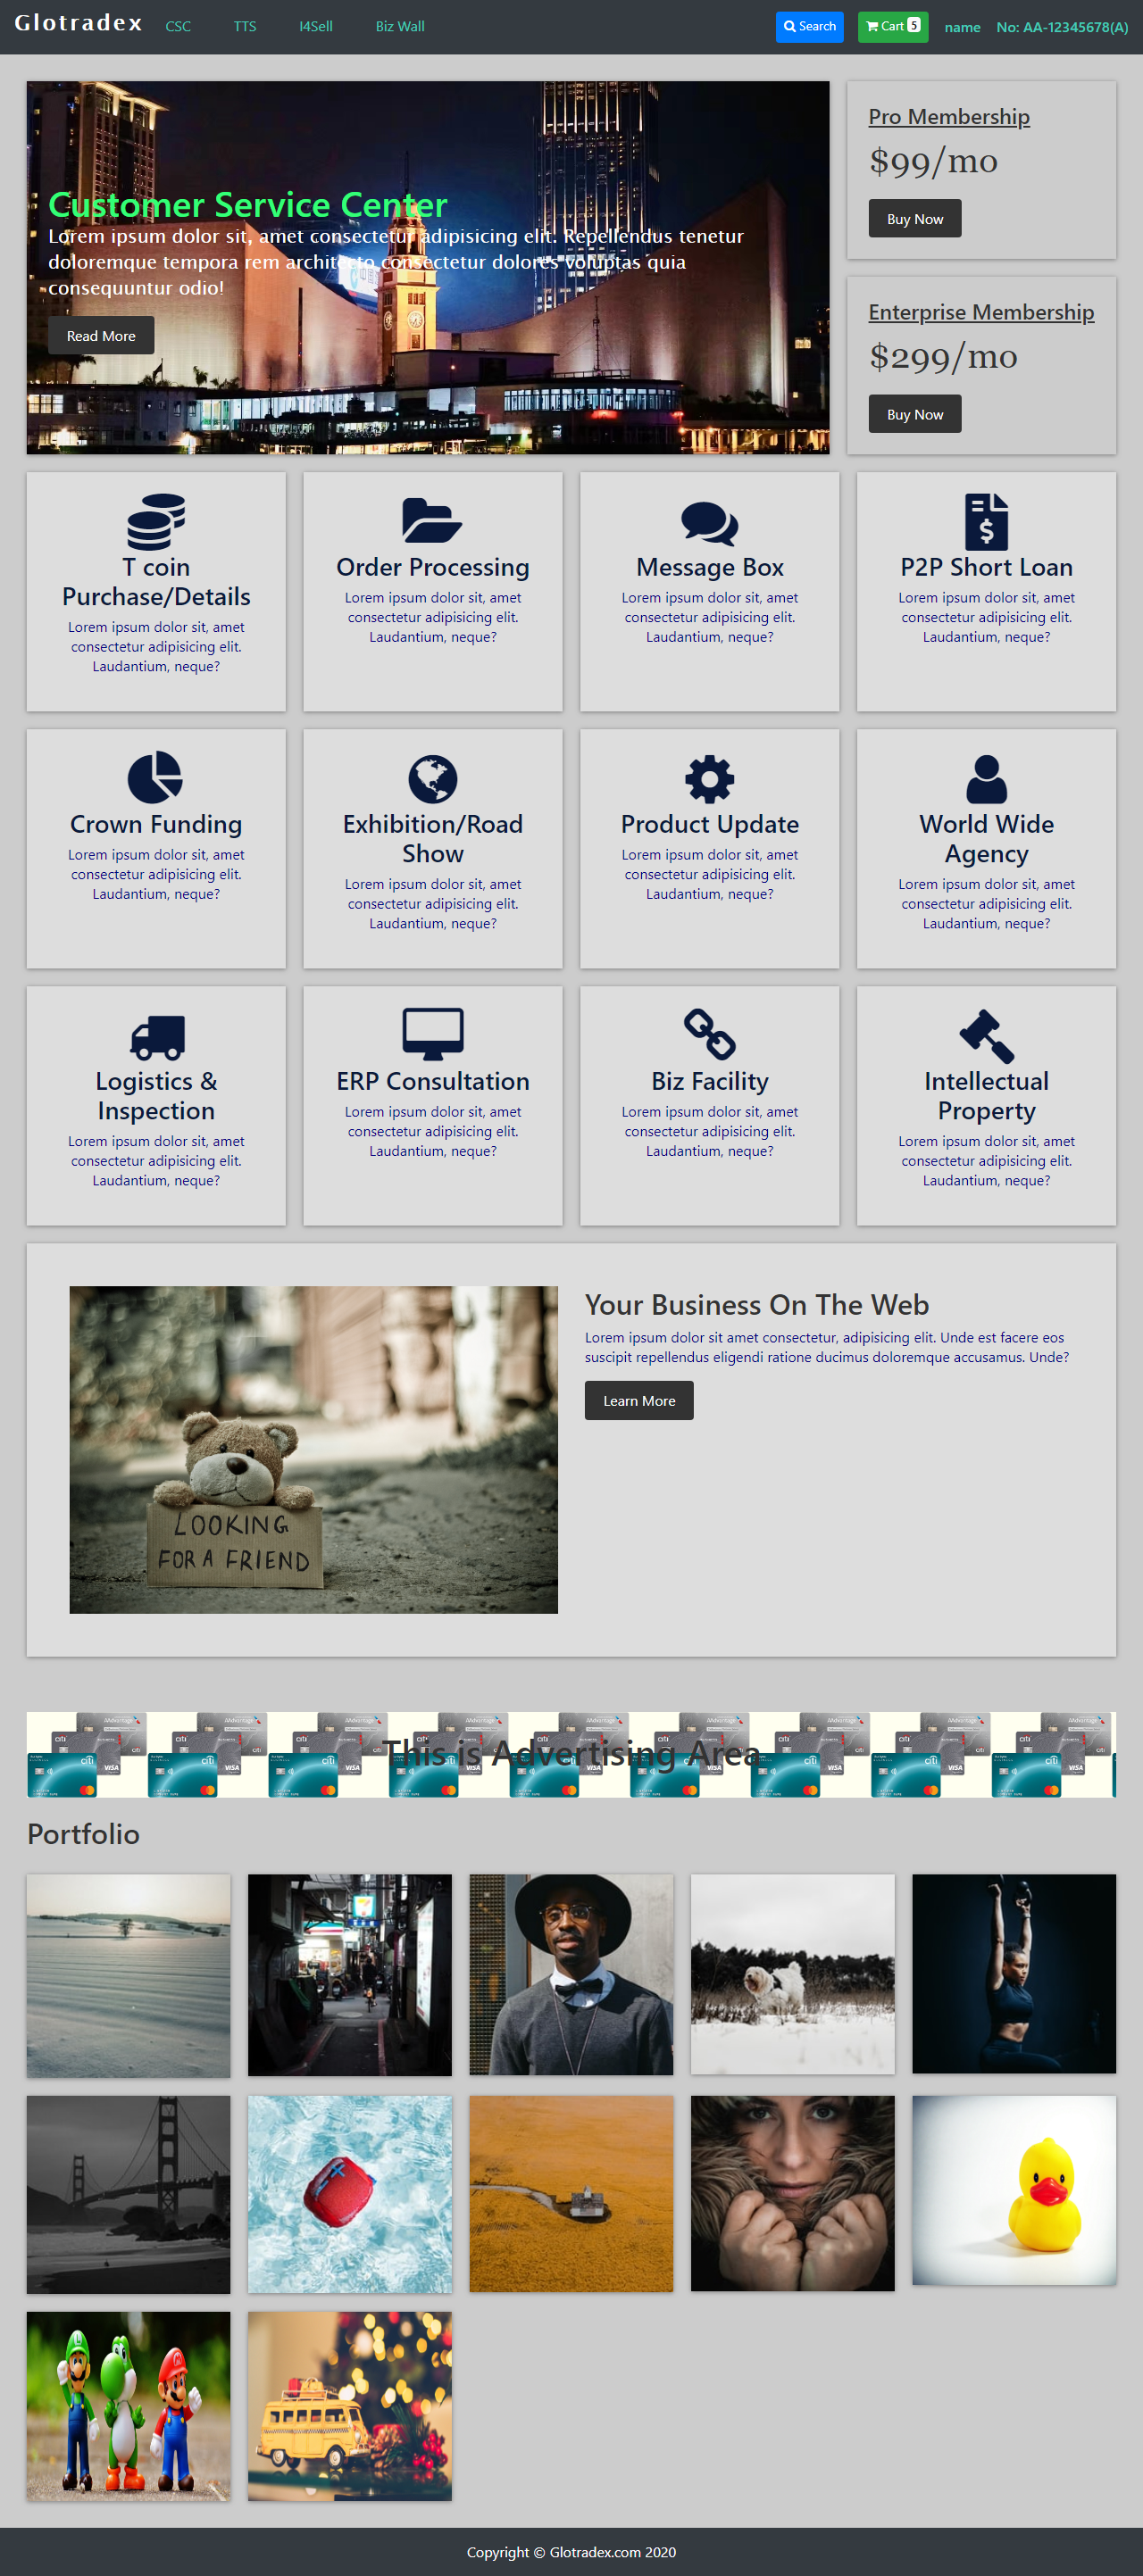 Glotradex CSC TTS I4Sell Biz Wall Search Cart 5 name No: AA-12345678(A)
Customer Service Center
Lorem ipsum dolor sit, amet consectetur adipisicing elit. Repellendus tenetur
doloremque tempora rem architecto consectetur dolores voluptas quia
consequuntur odio!
Read More
Pro Membership
$99/mo
Buy Now
Enterprise Membership
$299/mo
Buy Now
T coin
Purchase/Details
Lorem ipsum dolor sit, amet
consectetur adipisicing elit.
Laudantium, neque?
Order Processing
Lorem ipsum dolor sit, amet
consectetur adipisicing elit.
Laudantium, neque?
Message Box
Lorem ipsum dolor sit, amet
consectetur adipisicing elit.
Laudantium, neque?
P2P Short Loan
Lorem ipsum dolor sit, amet
consectetur adipisicing elit.
Laudantium, neque?
Crown Funding
Lorem ipsum dolor sit, amet
consectetur adipisicing elit.
Laudantium, neque?
Exhibition/Road
Show
Lorem ipsum dolor sit, amet
consectetur adipisicing elit.
Laudantium, neque?
Product Update
Lorem ipsum dolor sit, amet
consectetur adipisicing elit.
Laudantium, neque?
World Wide
Agency
Lorem ipsum dolor sit, amet
consectetur adipisicing elit.
Laudantium, neque?
Logistics &
Inspection
Lorem ipsum dolor sit, amet
consectetur adipisicing elit.
Laudantium, neque?
ERP Consultation
Lorem ipsum dolor sit, amet
consectetur adipisicing elit.
Laudantium, neque?
Biz Facility
Lorem ipsum dolor sit, amet
consectetur adipisicing elit.
Laudantium, neque?
Intellectual
Property
Lorem ipsum dolor sit, amet
consectetur adipisicing elit.
Laudantium, neque?
LOOKING
FOR A FRIEND
Your Business On The Web
Lorem ipsum dolor sit amet consectetur, adipisicing elit. Unde est facere eos
suscipit repellendus eligendi ratione ducimus doloremque accusamus. Unde?
Learn More
This is Advertising Area
Portfolio
Copyright © Glotradex.com 2020